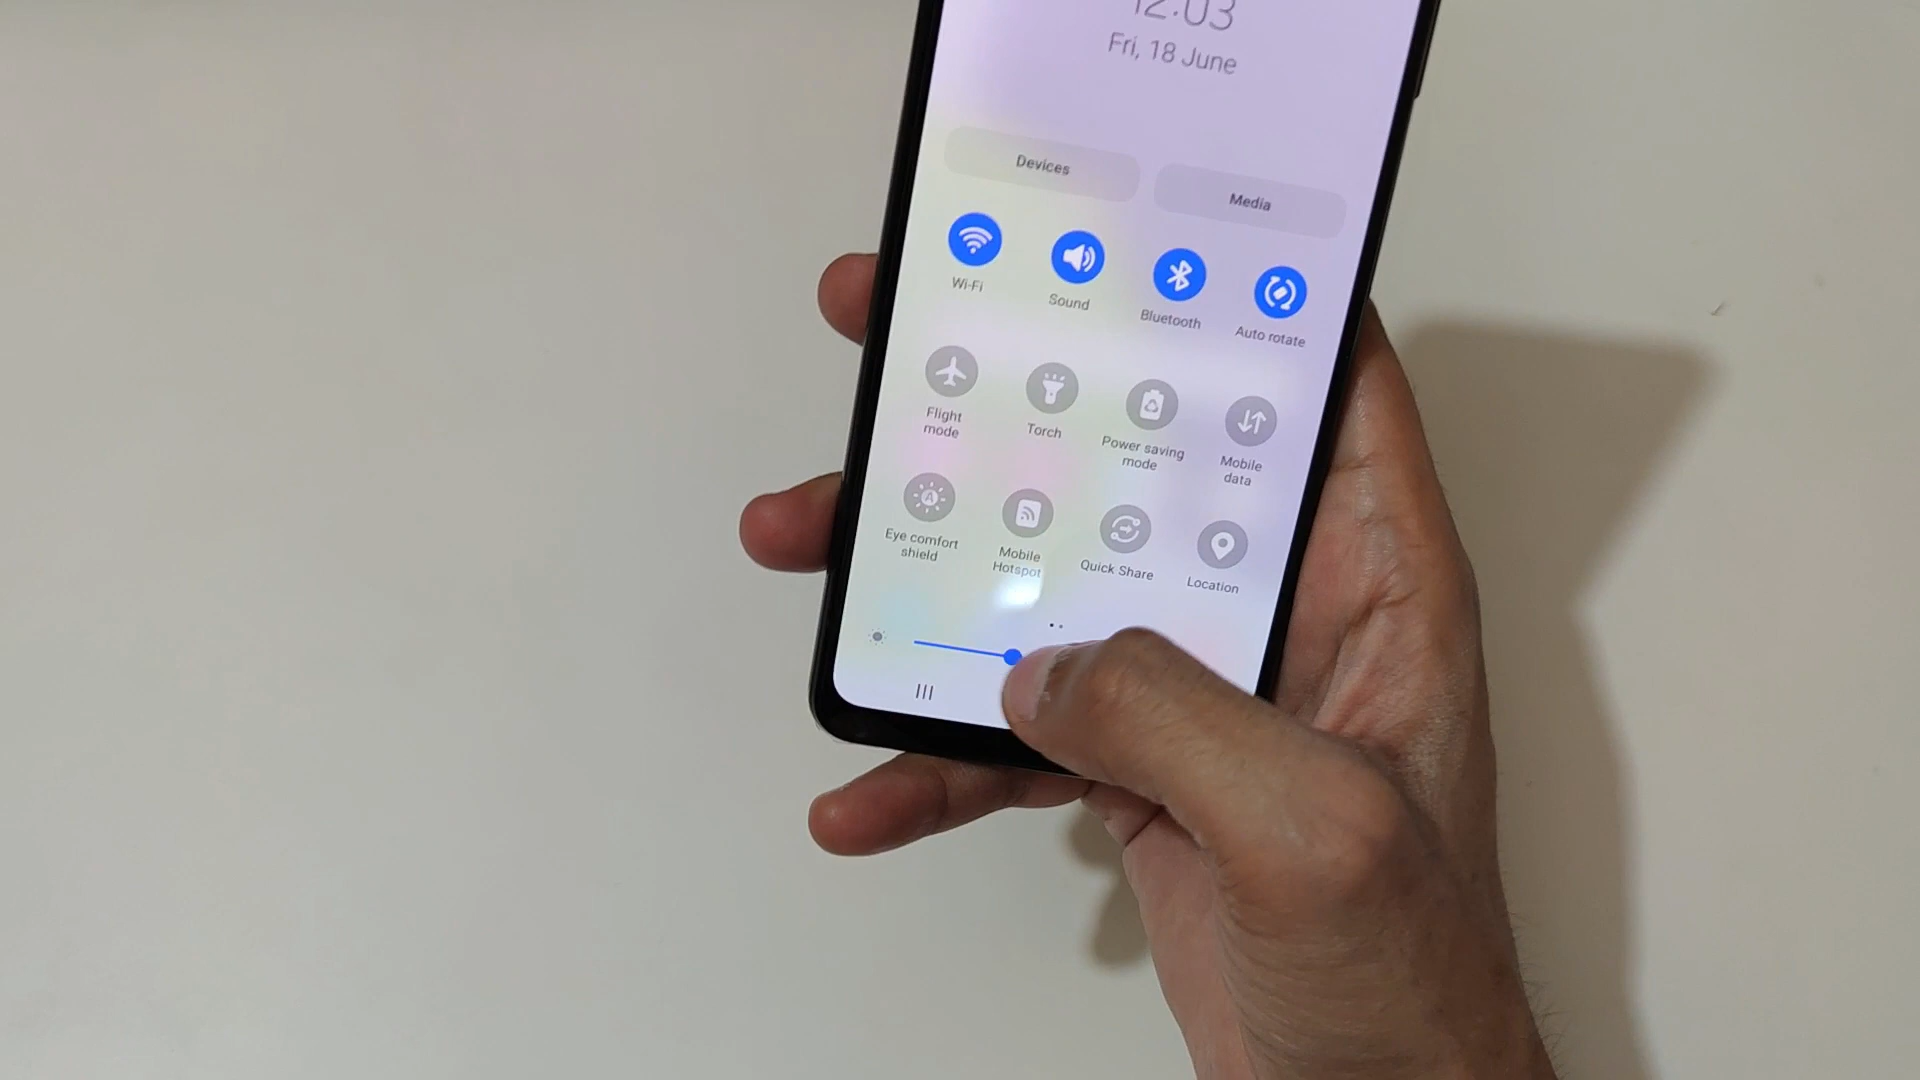 12:03
Fri, 18 June
Devices
Media
Wi-Fi
Sound
Bluetooth
Auto rotate
Flight
mode
Torch
Power saving
mode
Mobile
data
Eye comfort
shield
Mobile
Hotspot
Quick Share
Location